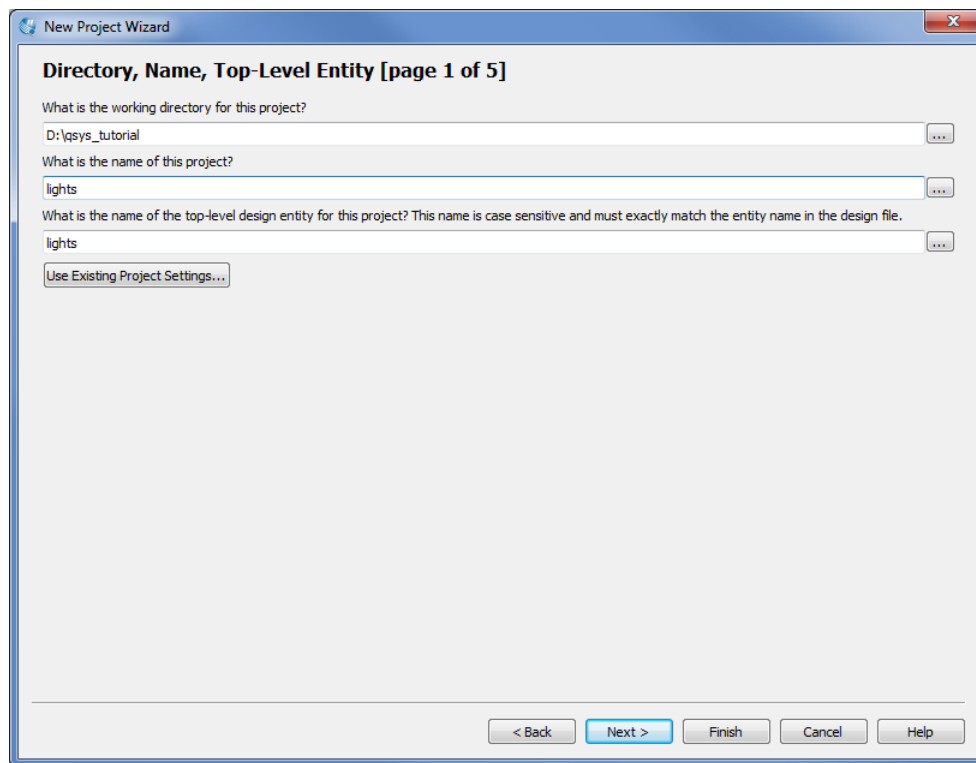 New Project Wizard
Directory, Name, Top-Level Entity [page 1 of 5]
What is the working directory for this project?
D:\qsys_tutorial
...
What is the name of this project?
lights
...
What is the name of the top-level design entity for this project? This name is case sensitive and must exactly match the entity name in the design file.
lights
...
Use Existing Project Settings...
< Back Next > Finish Cancel Help